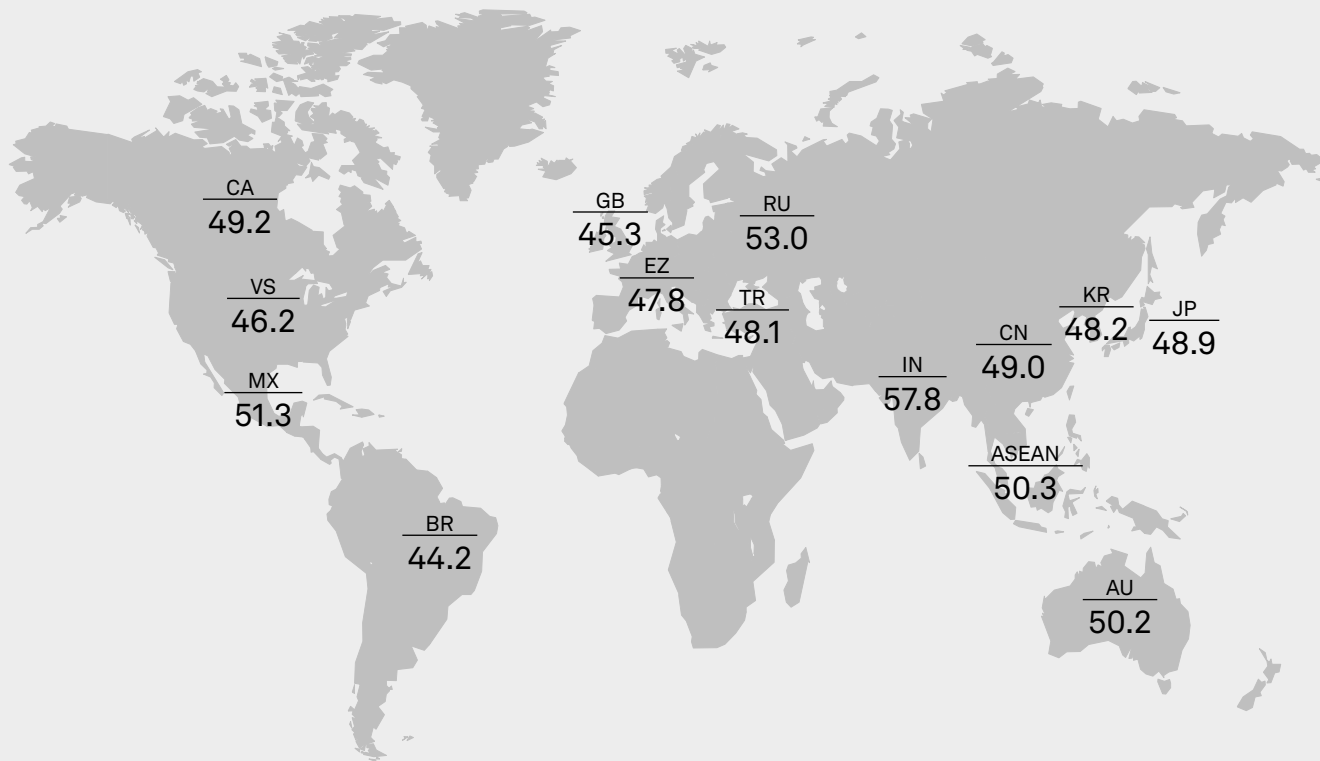 CA
49.2
GB
45.3
RU
53.0
EZ
47.8
VS
46.2
TR
48.1
KR
48.2
JP
48.9
CN
49.0
IN
57.8
MX
51.3
ASEAN
50.3
BR
44.2
AU
50.2